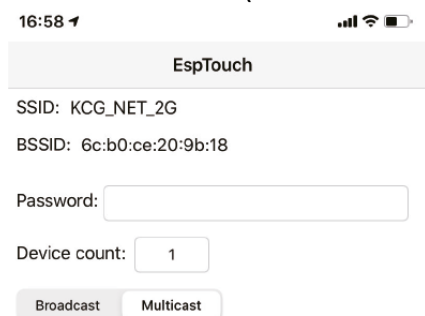 16:58
EspTouch
SSID: KCG_NET_2G
BSSID: 6c:b0:ce:20:9b:18
Password:
Device count: 1
Broadcast Multicast